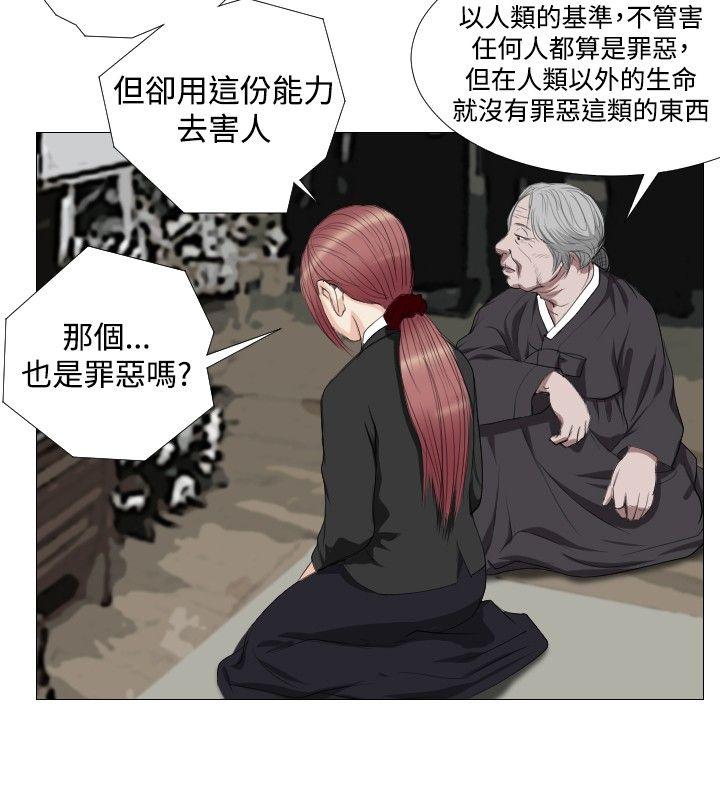 但卻用這份能力
去害人
以人類的基準，不管害
任何人都算是罪惡，
但在人類以外的生命
就沒有罪惡這類的東西
那個...
也是罪惡嗎?